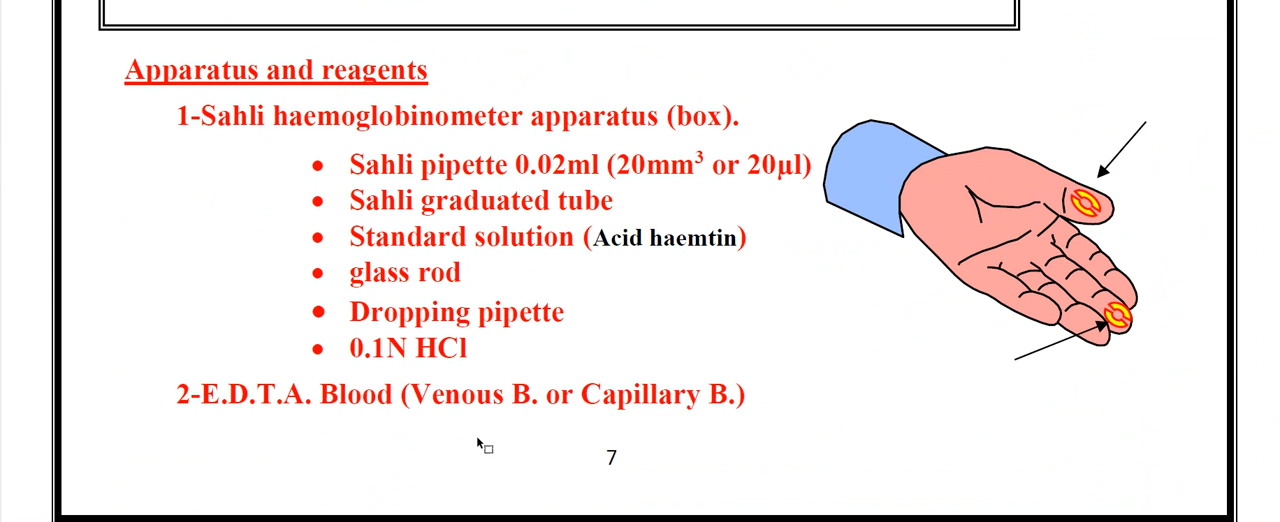 Apparatus and reagents
1-Sahli haemoglobinometer apparatus (box).
• Sahli pipette 0.02ml (20mm³ or 20µl)
• Sahli graduated tube
• Standard solution (Acid haemtin)
• glass rod
• Dropping pipette
• 0.1N HCl
2-E.D.T.A. Blood (Venous B. or Capillary B.)
7